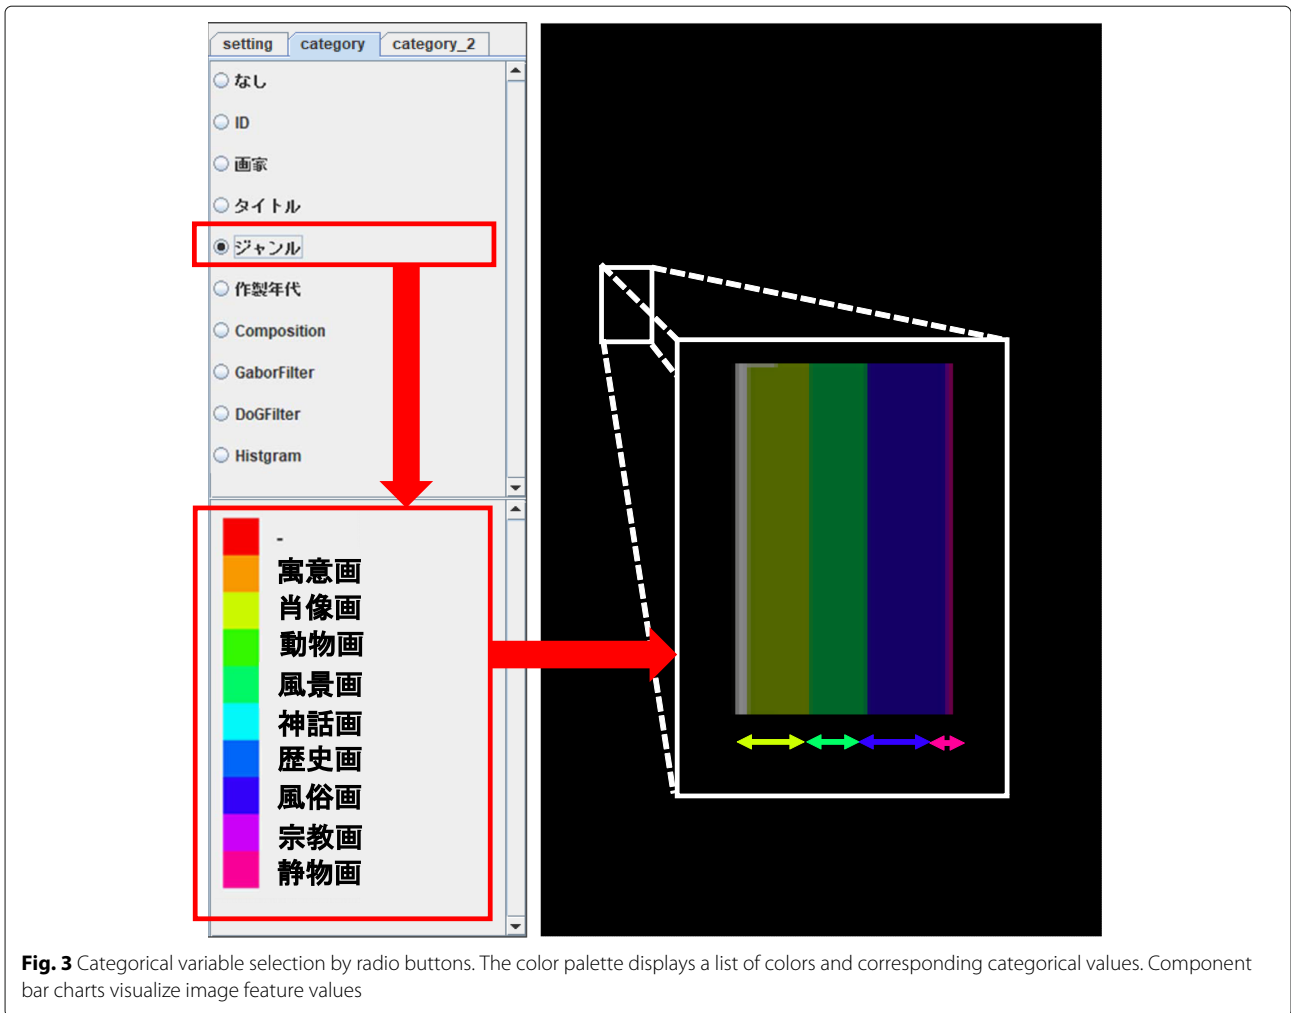 setting category category_2
なし
ID
画家
タイトル
ジャンル
作製年代
Composition
GaborFilter
DoGFilter
Histgram
-
寓意画
肖像画
動物画
風景画
神話画
歴史画
風俗画
宗教画
静物画
Fig. 3 Categorical variable selection by radio buttons. The color palette displays a list of colors and corresponding categorical values. Component
bar charts visualize image feature values